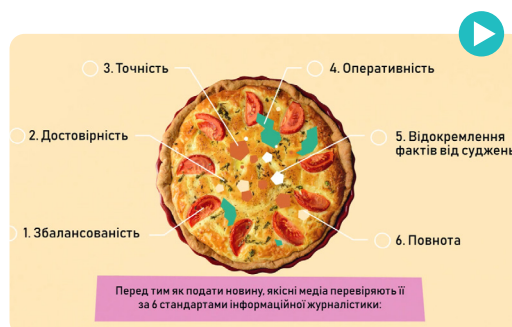 3. Точність
4. Оперативність
2. Достовірність
5. Відокремлення
фактів від суджень
1. Збалансованість
6. Повнота
Перед тим як подати новину, якісні медіа перевіряють її
за 6 стандартами інформаційної журналістики: